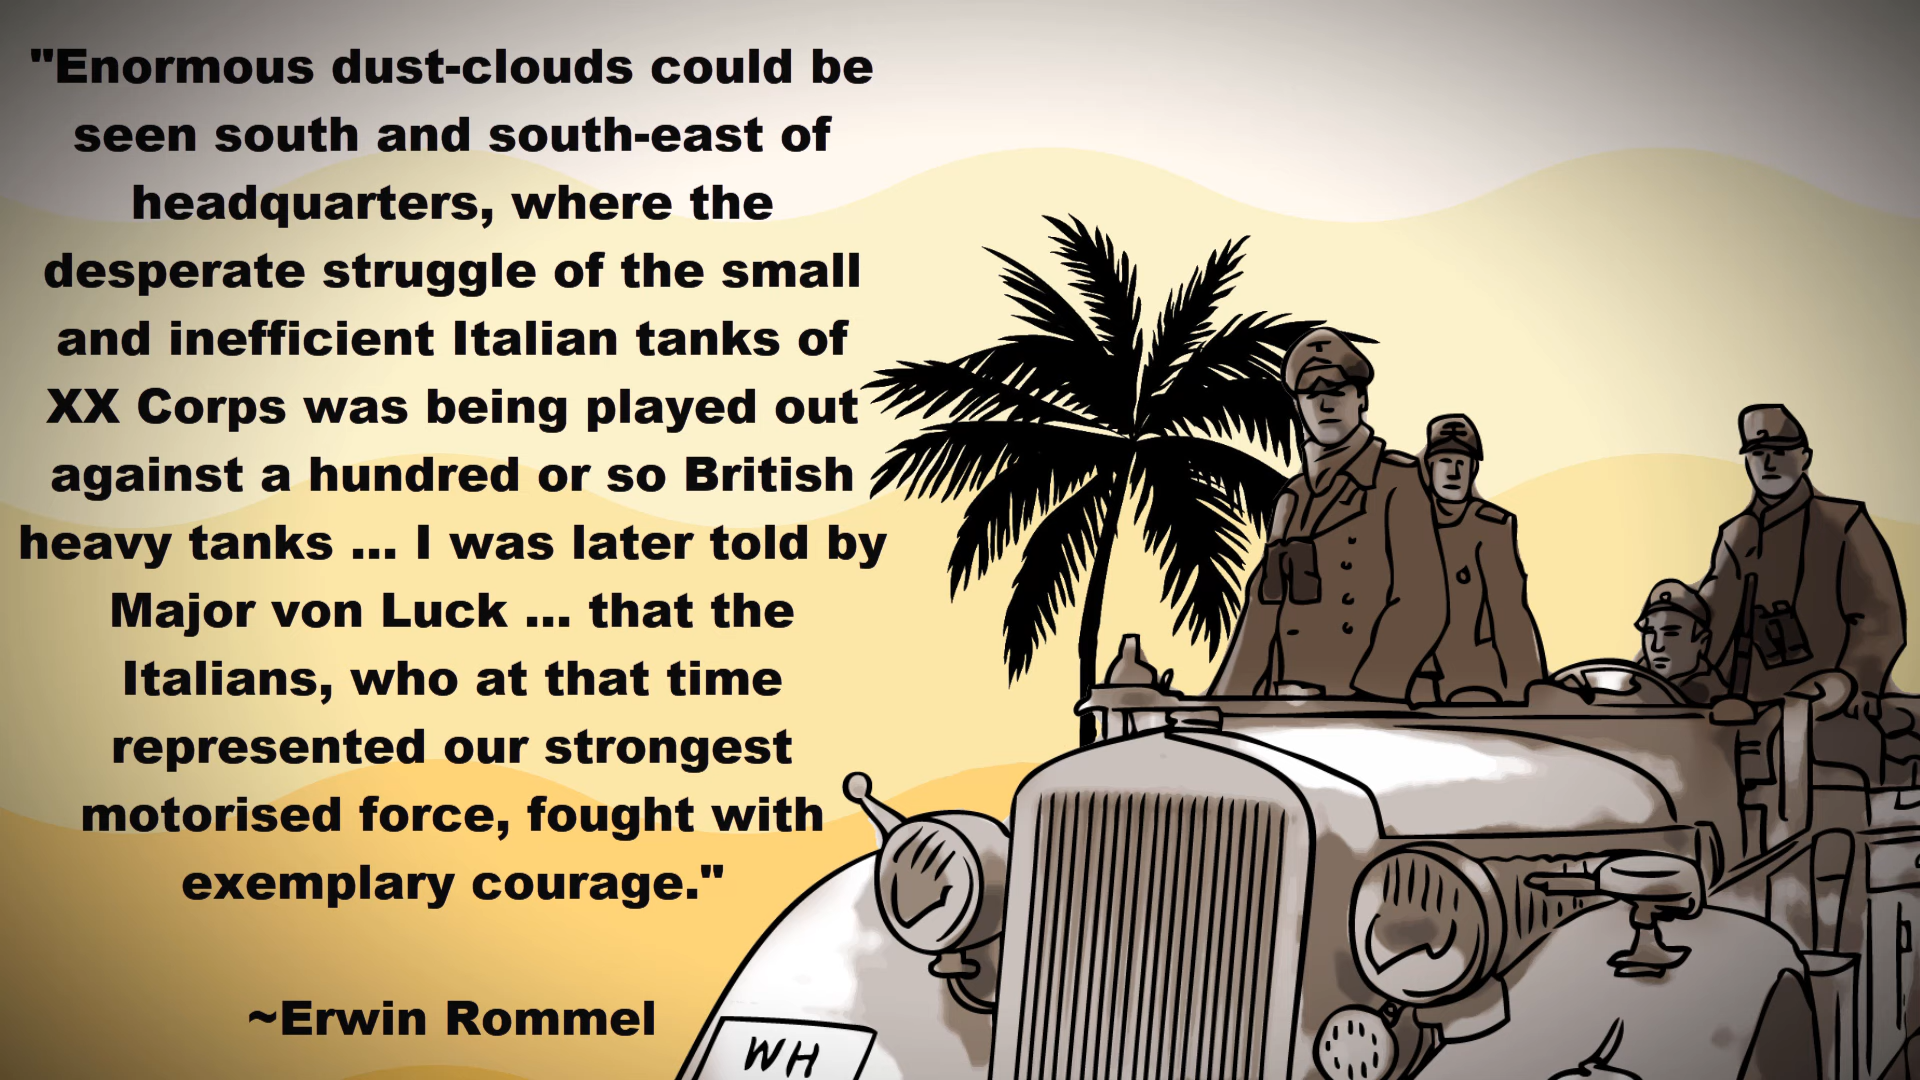 "Enormous dust-clouds could be
seen south and south-east of
headquarters, where the
desperate struggle of the small
and inefficient Italian tanks of
XX Corps was being played out
against a hundred or so British
heavy tanks ... I was later told by
Major von Luck ... that the
Italians, who at that time
represented our strongest
motorised force, fought with
exemplary courage."
~Erwin Rommel
WH